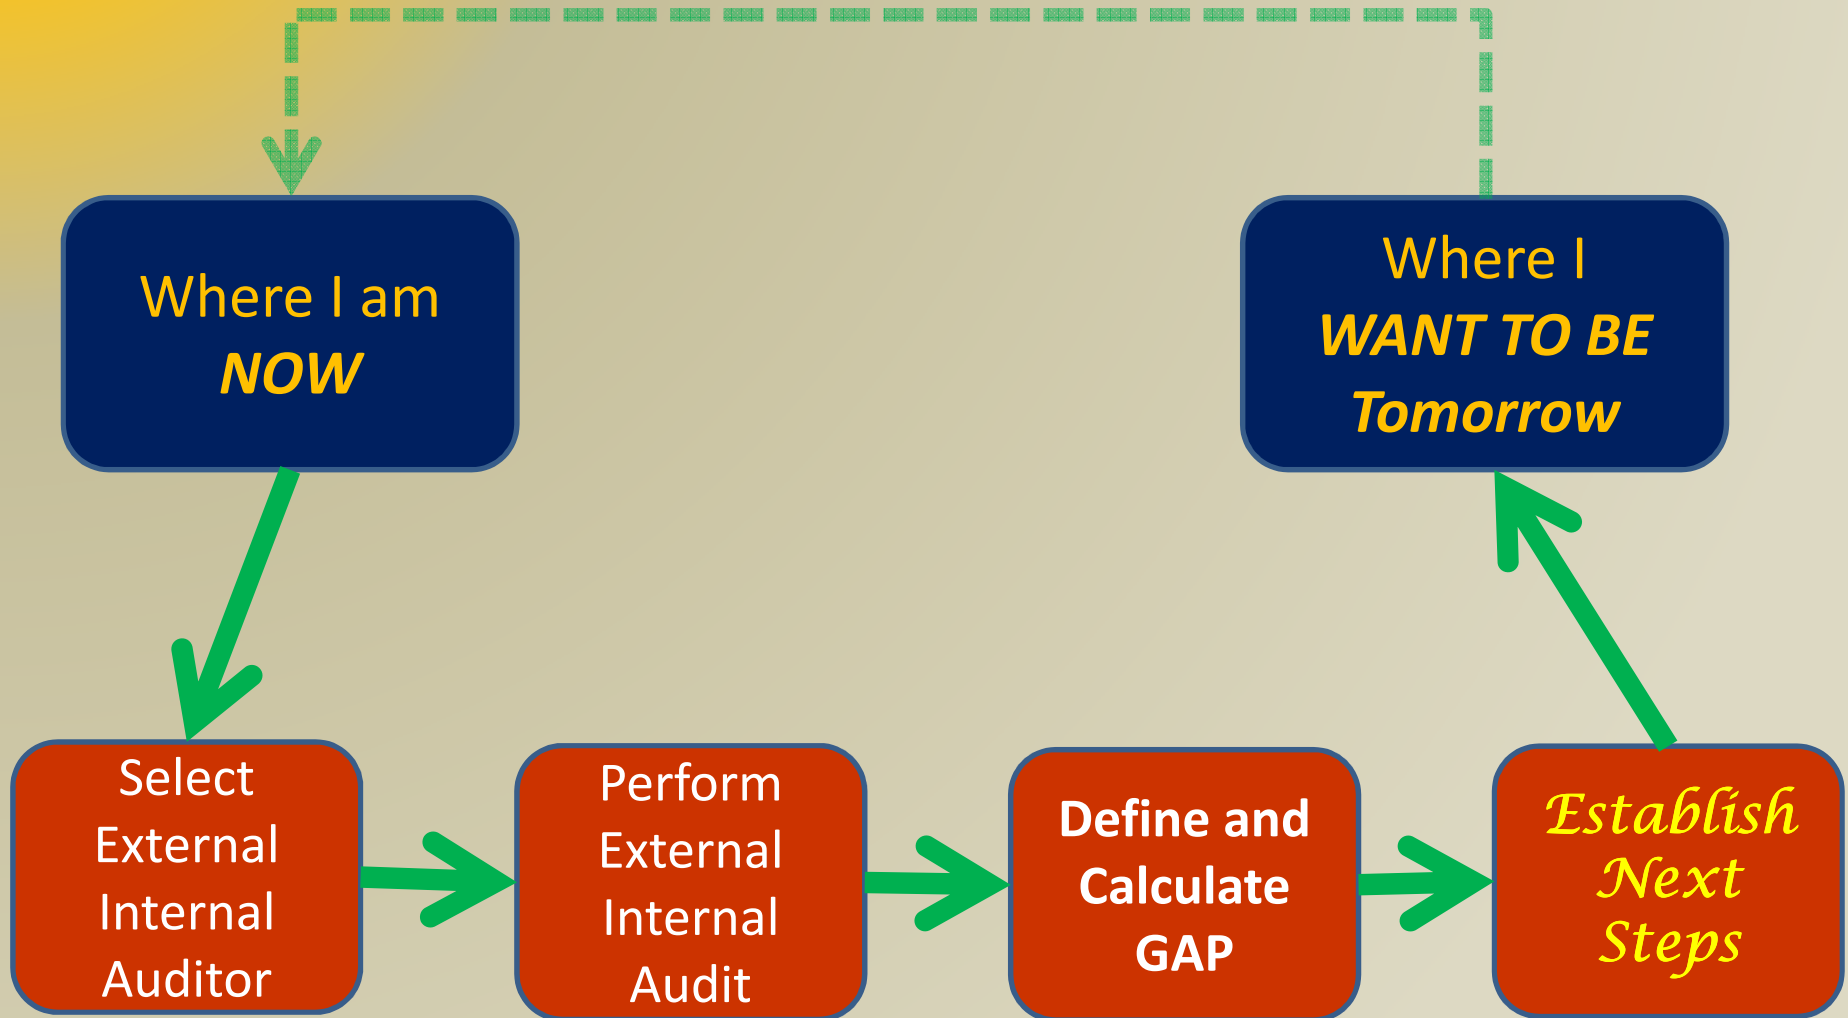 Where I am
NOW
Where I
WANT TO BE
Tomorrow
Select
External
Internal
Auditor
Perform
External
Internal
Audit
Define and
Calculate
GAP
Establish
Next
Steps